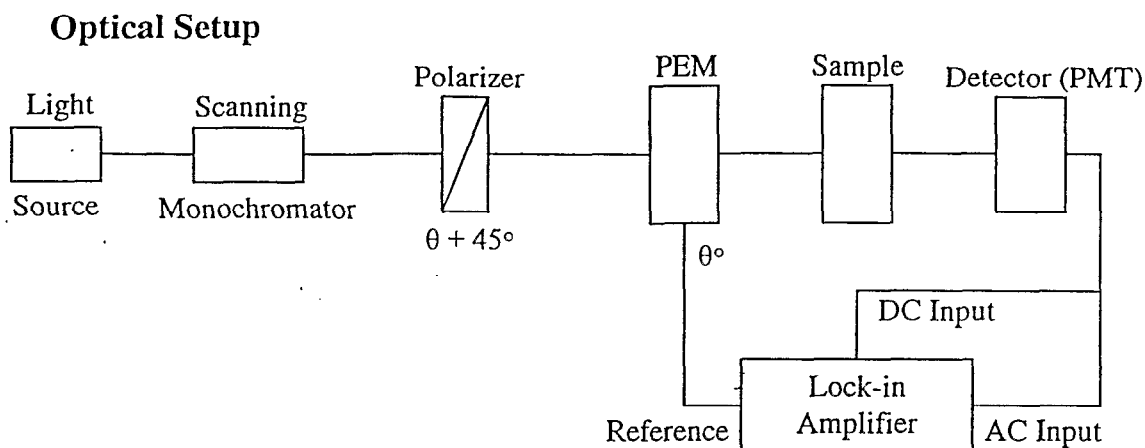 Optical Setup
Light
Source
Scanning
Monochromator
Polarizer
θ + 45°
PEM
θ°
Sample
Detector (PMT)
DC Input
Lock-in
Amplifier
Reference
AC Input